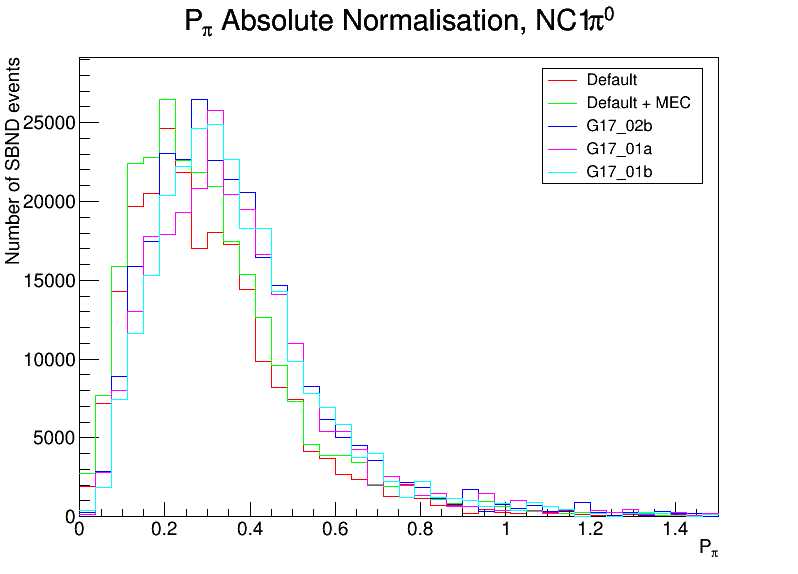 Pπ Absolute Normalisation, NC1π⁰
Number of SBND events
25000
20000
15000
10000
5000
0
Default
Default + MEC
G17_02b
G17_01a
G17_01b
0 0.2 0.4 0.6 0.8 1 1.2 1.4
Pπ